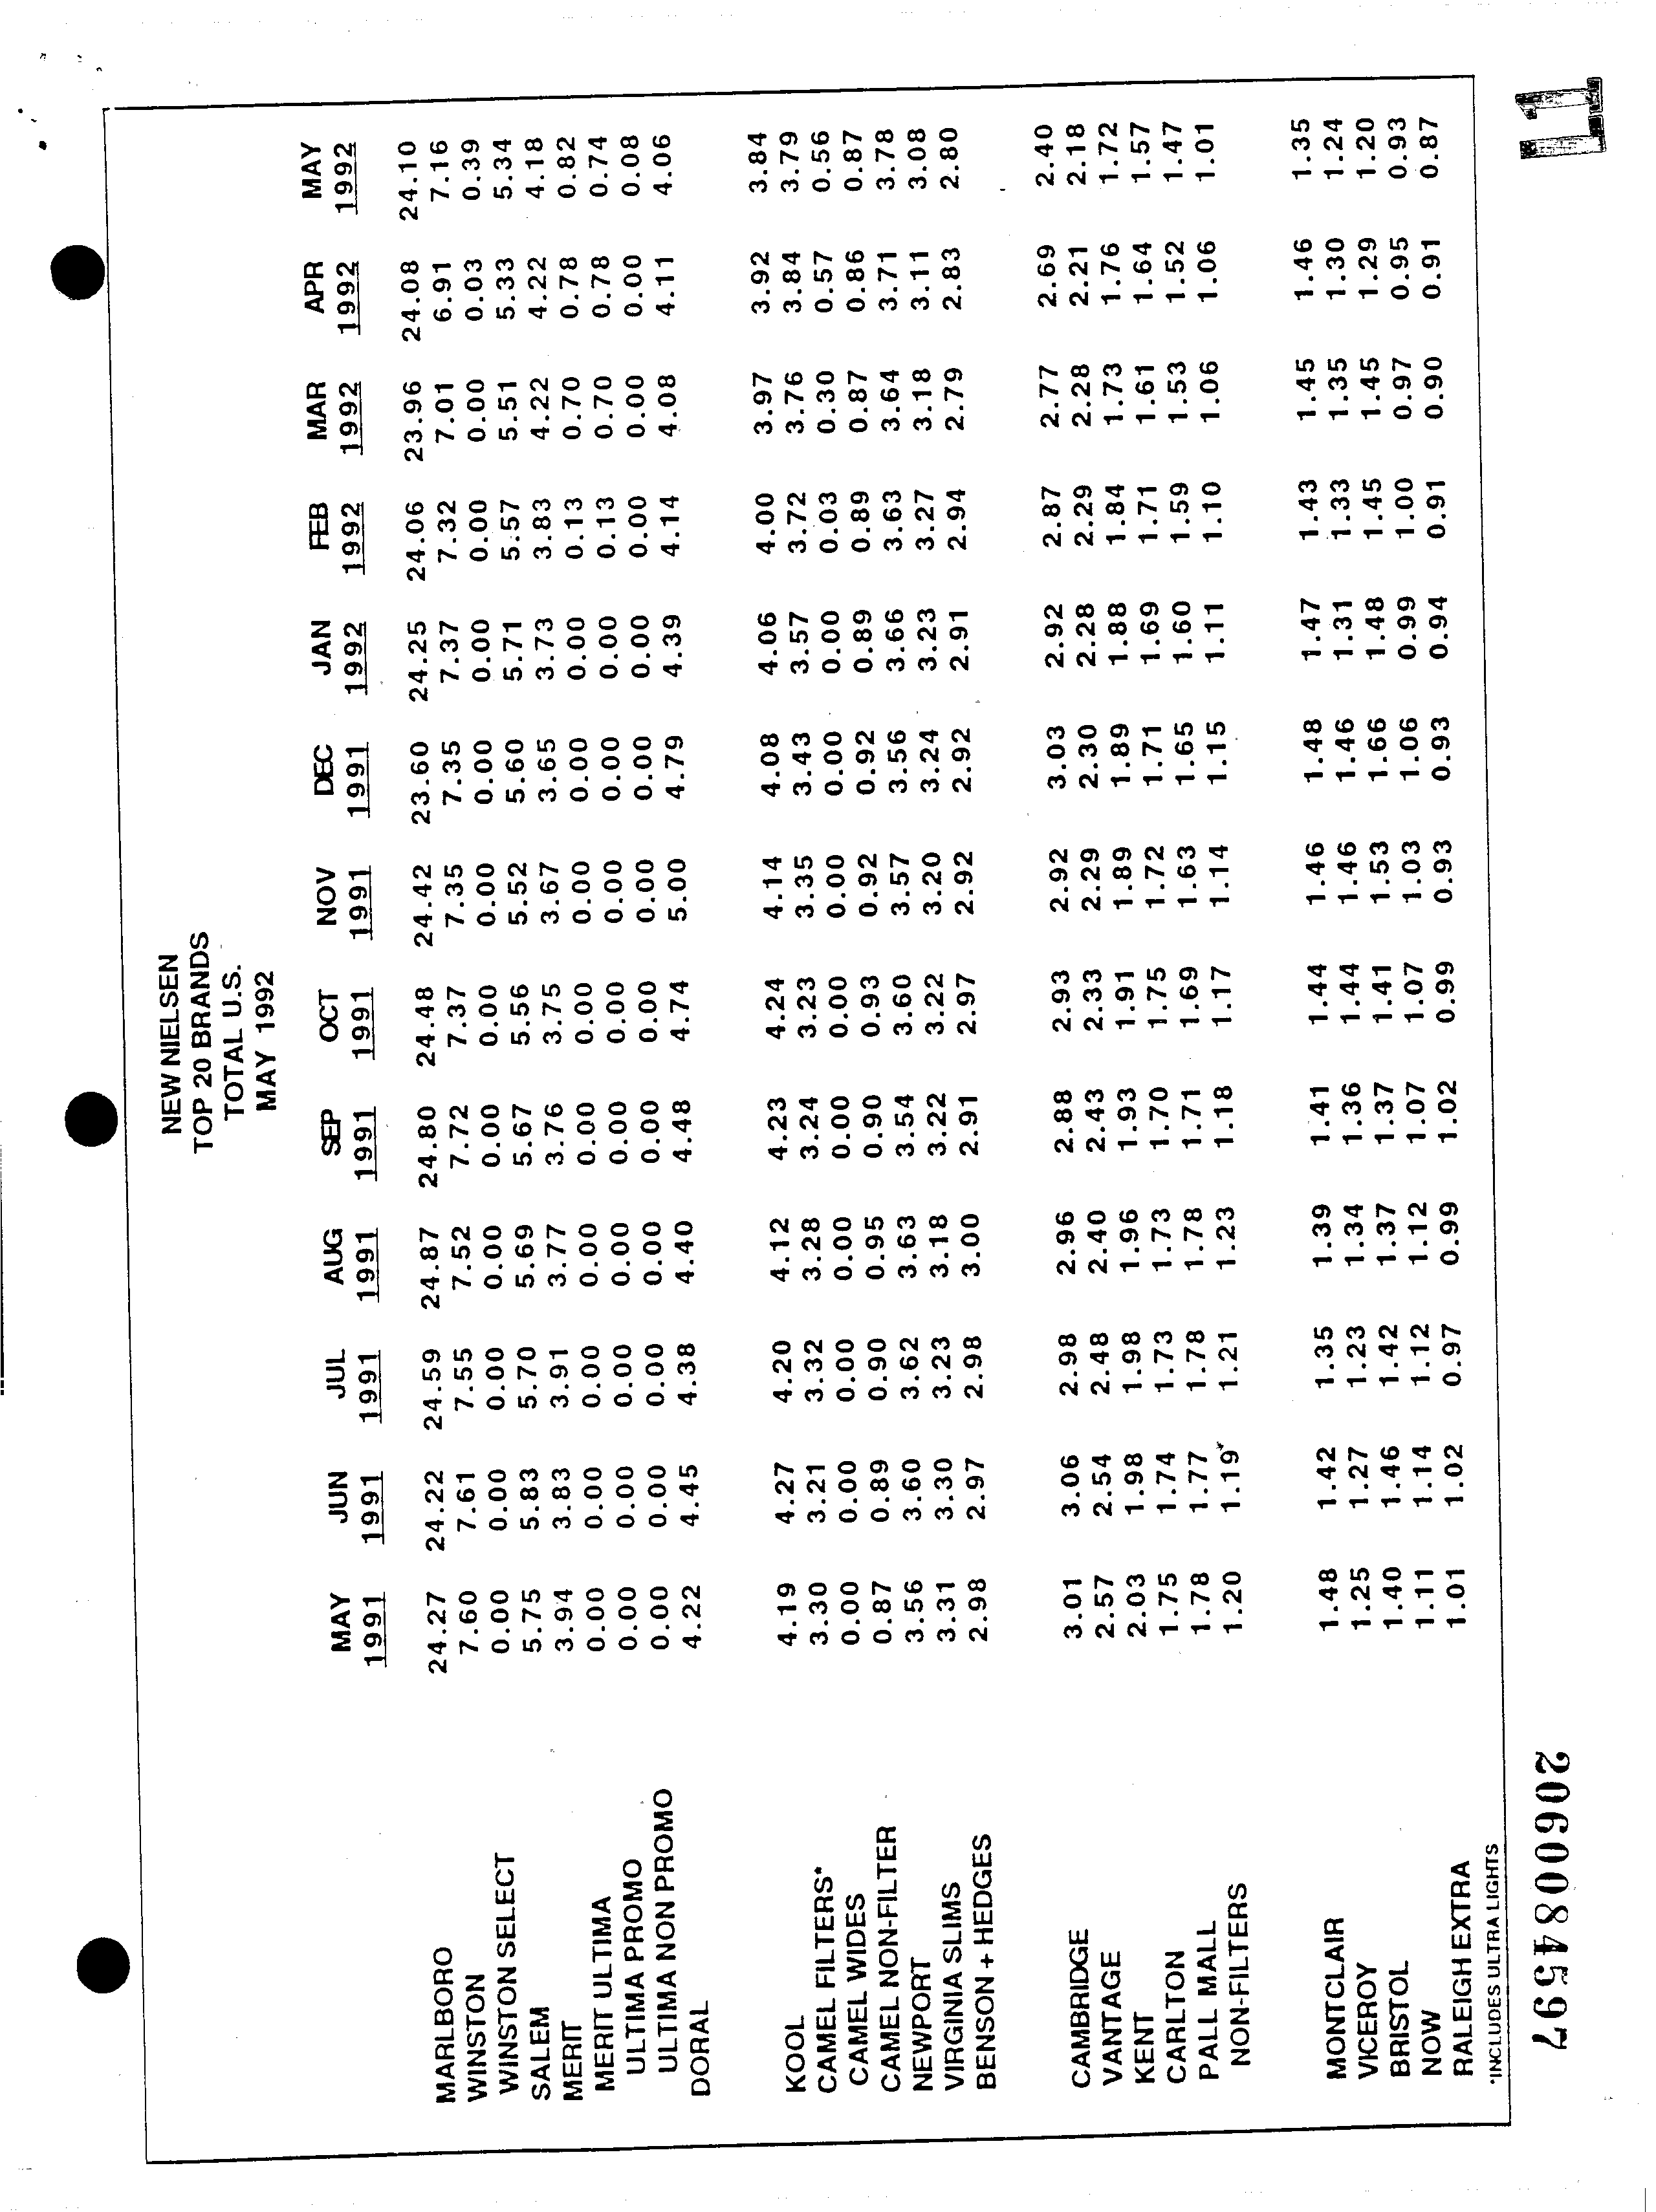 NEW NIELSEN
TOP 20 BRANDS
TOTAL U.S.
MAY 1992
MAY JUN JUL AUG SEP OCT NOV DEC JAN FEB MAR APR MAY
1991 1991 1991 1991 1991 1991 1991 1991 1992 1992 1992 1992 1992
MARLBORO 24.27 24.22 24.59 24.87 24.80 24.48 24.42 23.60 24.25 24.06 23.96 24.08 24.10
WINSTON 7.60 7.61 7.55 7.52 7.72 7.37 7.35 7.35 7.37 7.32 7.01 6.91 7.16
WINSTON SELECT 0.00 0.00 0.00 0.00 0.00 0.00 0.00 0.00 0.00 0.00 0.00 0.03 0.39
SALEM 5.75 5.83 5.70 5.69 5.67 5.56 5.52 5.60 5.71 5.57 5.51 5.33 5.34
MERIT 3.94 3.83 3.91 3.77 3.76 3.75 3.67 3.65 3.73 3.83 4.22 4.22 4.18
MERIT ULTIMA 0.00 0.00 0.00 0.00 0.00 0.00 0.00 0.00 0.00 0.13 0.70 0.78 0.82
ULTIMA PROMO 0.00 0.00 0.00 0.00 0.00 0.00 0.00 0.00 0.00 0.13 0.70 0.78 0.74
ULTIMA NON PROMO 0.00 0.00 0.00 0.00 0.00 0.00 0.00 0.00 0.00 0.00 0.00 0.00 0.08
DORAL 4.22 4.45 4.38 4.40 4.48 4.74 5.00 4.79 4.39 4.14 4.08 4.11 4.06
KOOL 4.19 4.27 4.20 4.12 4.23 4.24 4.14 4.08 4.06 4.00 3.97 3.92 3.84
CAMEL FILTERS* 3.30 3.21 3.32 3.28 3.24 3.23 3.35 3.43 3.57 3.72 3.76 3.84 3.79
CAMEL WIDES 0.00 0.00 0.00 0.00 0.00 0.00 0.00 0.00 0.00 0.03 0.30 0.57 0.56
CAMEL NON-FILTER 0.87 0.89 0.90 0.95 0.90 0.93 0.92 0.92 0.89 0.89 0.87 0.86 0.87
NEWPORT 3.56 3.60 3.62 3.63 3.54 3.60 3.57 3.56 3.66 3.63 3.64 3.71 3.78
VIRGINIA SLIMS 3.31 3.30 3.23 3.18 3.22 3.22 3.20 3.24 3.23 3.27 3.18 3.11 3.08
BENSON + HEDGES 2.98 2.97 2.98 3.00 2.91 2.97 2.92 2.92 2.91 2.94 2.79 2.83 2.80
CAMBRIDGE 3.01 3.06 2.98 2.96 2.88 2.93 2.92 3.03 2.92 2.87 2.77 2.69 2.40
VANTAGE 2.57 2.54 2.48 2.40 2.43 2.33 2.29 2.30 2.28 2.29 2.28 2.21 2.18
KENT 2.03 1.98 1.98 1.96 1.93 1.91 1.89 1.89 1.88 1.84 1.73 1.76 1.72
CARLTON 1.75 1.74 1.73 1.73 1.70 1.75 1.72 1.71 1.69 1.71 1.61 1.64 1.57
PALL MALL 1.78 1.77 1.78 1.78 1.71 1.69 1.63 1.65 1.60 1.59 1.53 1.52 1.47
NON-FILTERS 1.20 1.19 1.21 1.23 1.18 1.17 1.14 1.15 1.11 1.10 1.06 1.06 1.01
MONTCLAIR 1.48 1.42 1.35 1.39 1.41 1.44 1.46 1.48 1.47 1.43 1.45 1.46 1.35
VICEROY 1.25 1.27 1.23 1.34 1.36 1.44 1.46 1.46 1.31 1.33 1.35 1.30 1.24
BRISTOL 1.40 1.46 1.42 1.37 1.37 1.41 1.53 1.66 1.48 1.45 1.45 1.29 1.20
NOW 1.11 1.14 1.12 1.12 1.07 1.07 1.03 1.06 0.99 1.00 0.97 0.95 0.93
RALEIGH EXTRA 1.01 1.02 0.97 0.99 1.02 0.99 0.93 0.93 0.94 0.91 0.90 0.91 0.87
*INCLUDES ULTRA LIGHTS
2060084597